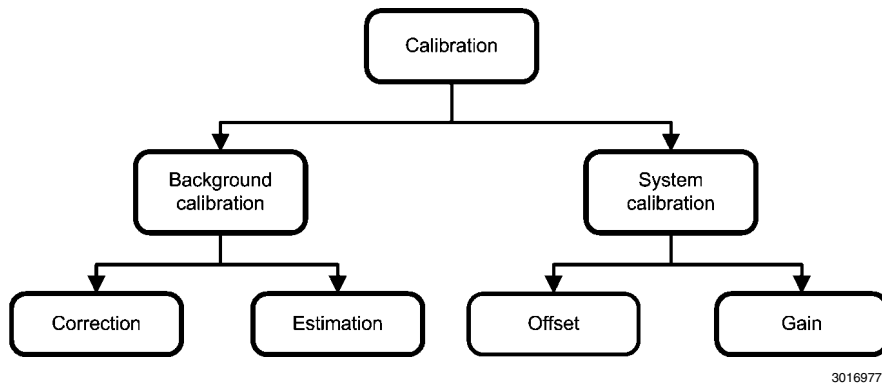 Calibration
Background
calibration
System
calibration
Correction
Estimation
Offset
Gain
3016977